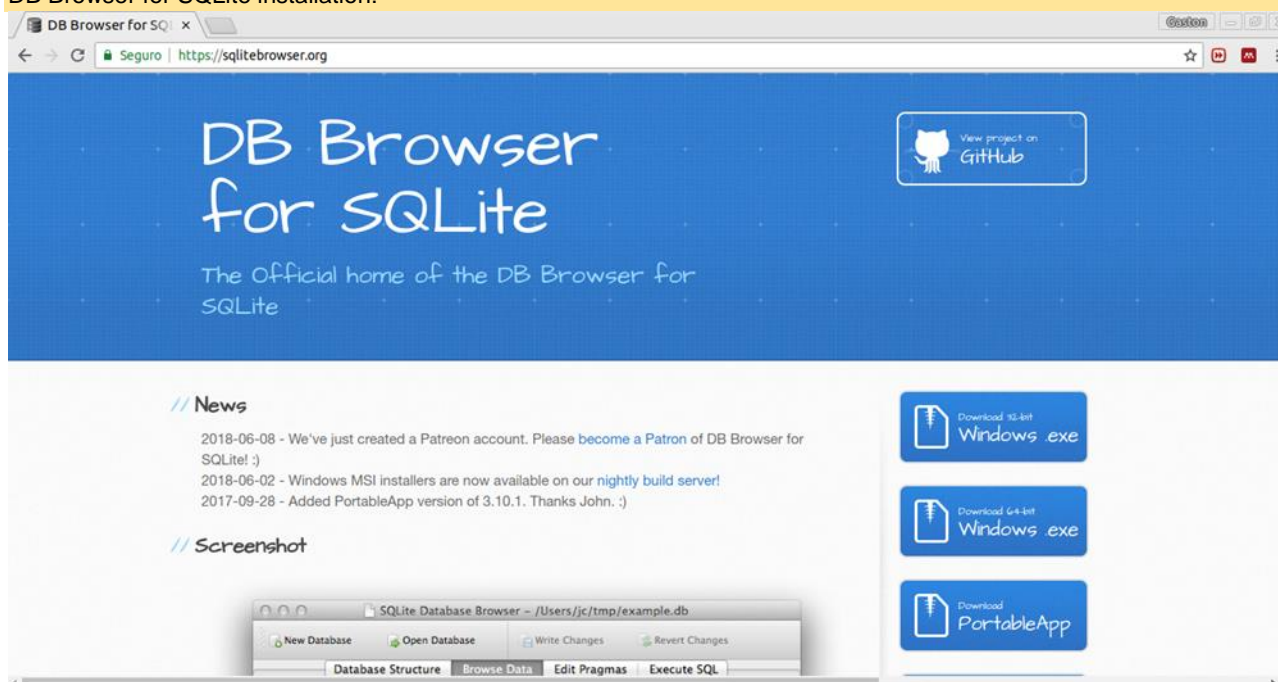 DB Browser for SQLite installation.
DB Browser for SQL
Gaston
Seguro | https://sqlitebrowser.org
DB Browser
for SQLite
The Official home of the DB Browser for
SQLite
View project on
GitHub
// News
2018-06-08 - We've just created a Patreon account. Please become a Patron of DB Browser for
SQLite! :)
2018-06-02 - Windows MSI installers are now available on our nightly build server!
2017-09-28 - Added PortableApp version of 3.10.1. Thanks John. :)
// Screenshot
Download 32-bit
Windows .exe
Download 64-bit
Windows .exe
Download
PortableApp
SQLite Database Browser – /Users/jc/tmp/example.db
New Database Open Database Write Changes Revert Changes
Database Structure Browse Data Edit Pragmas Execute SQL